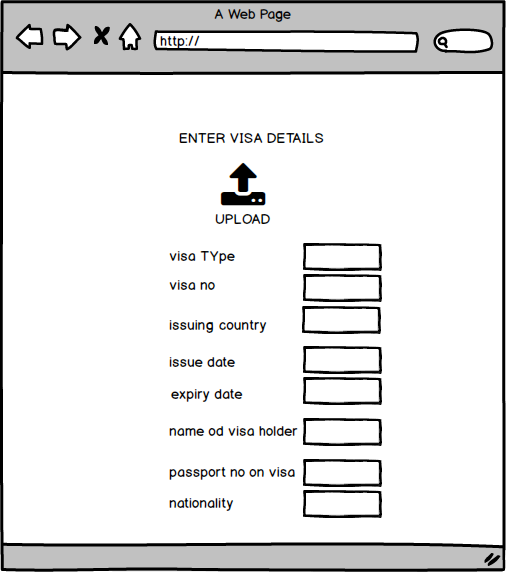 A Web Page
http://
ENTER VISA DETAILS
UPLOAD
visa TYpe
visa no
issuing country
issue date
expiry date
name od visa holder
passport no on visa
nationality